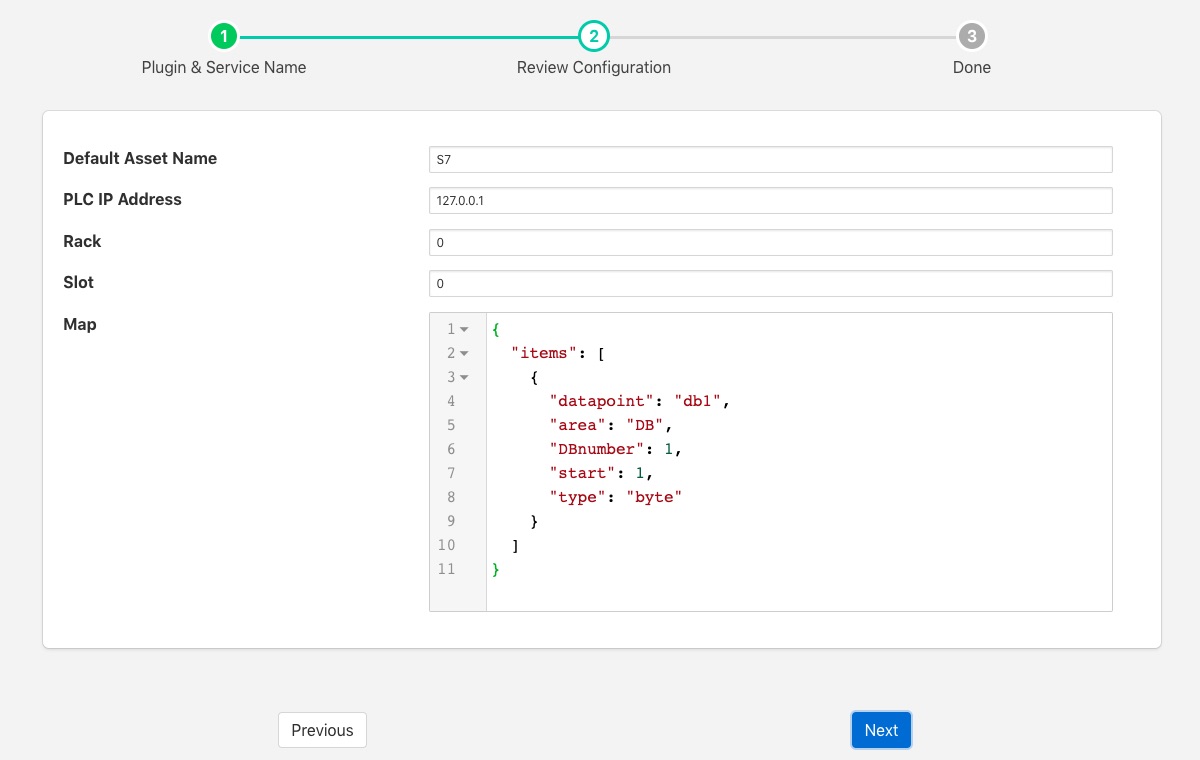 1 2 3
Plugin & Service Name Review Configuration Done
Default Asset Name S7
PLC IP Address 127.0.0.1
Rack 0
Slot 0
Map
1 {
2 "items": [
3 {
4 "datapoint": "db1",
5 "area": "DB",
6 "DBnumber": 1,
7 "start": 1,
8 "type": "byte"
9 }
10 ]
11 }
Previous Next